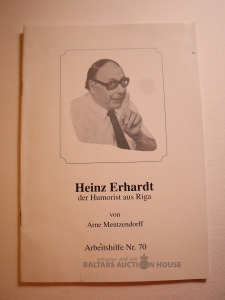 Heinz Erhardt
der Humorist aus Riga
von
Arne Mentzendorff
Arbeitshilfe Nr. 70
BALTARS AUCTION HOUSE